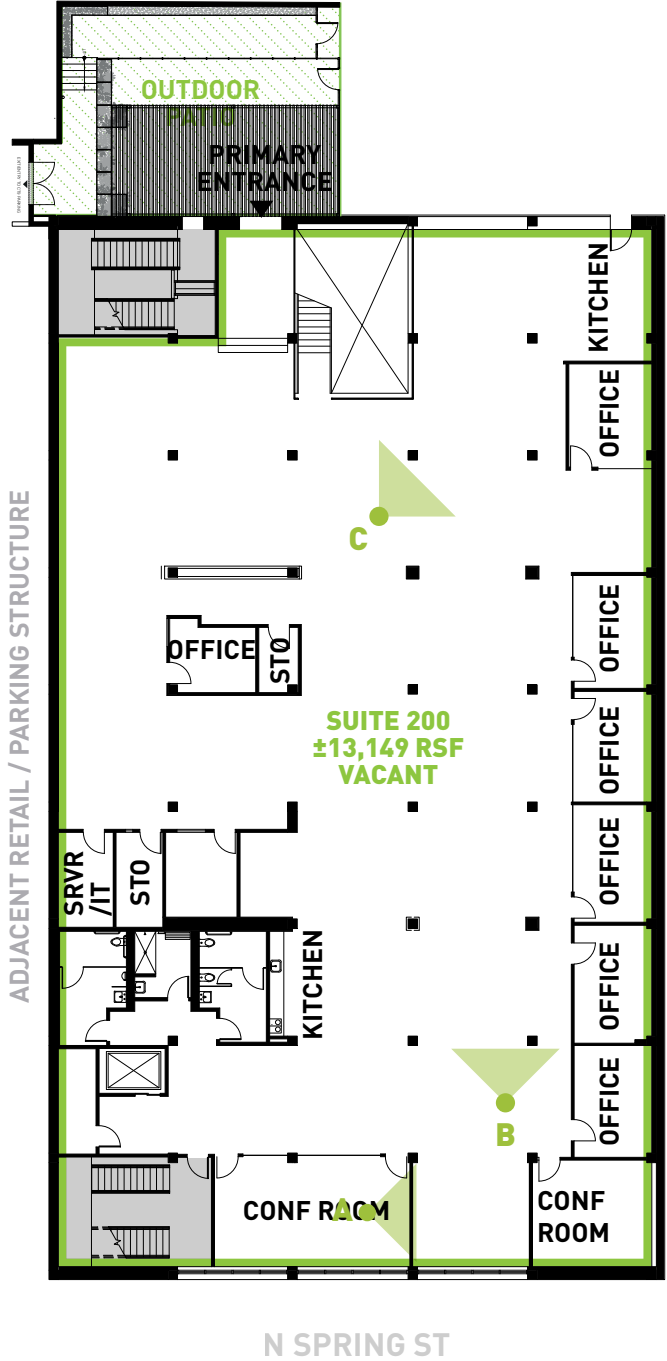 OUTDOOR
PATIO
PRIMARY
ENTRANCE
KITCHEN
OFFICE
C
ADJACENT RETAIL / PARKING STRUCTURE
OFFICE
STO
OFFICE
SUITE 200
±13,149 RSF
VACANT
OFFICE
OFFICE
SRVR
/IT
STO
KITCHEN
OFFICE
OFFICE
B
CONF ROOM
A
CONF
ROOM
N SPRING ST